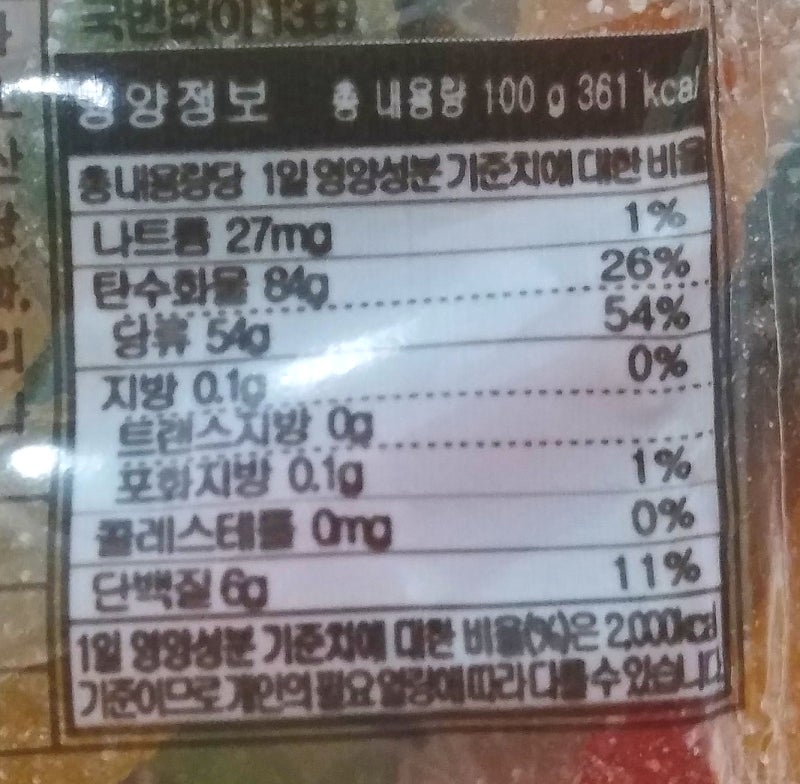 국번없이 1399
영양정보 총 내용량 100 g 361 kcal
총 내용량당 1일 영양성분 기준치에 대한 비율
나트륨 27mg 1%
탄수화물 84g 26%
당류 54g 54%
지방 0.1g 0%
트랜스지방 0g
포화지방 0.1g 1%
콜레스테롤 0mg 0%
단백질 6g 11%
1일 영양성분 기준치에 대한 비율(%)은 2,000kcal
기준이므로 개인의 필요 열량에 따라 다를 수 있습니다